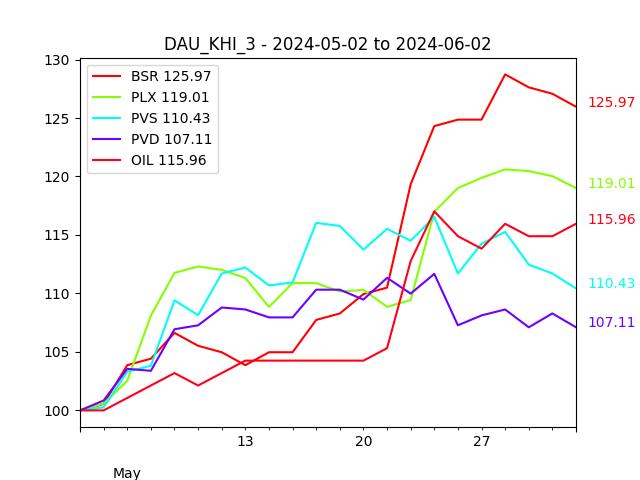 DAU_KHI_3 - 2024-05-02 to 2024-06-02
130
125
120
115
110
105
100
BSR 125.97
PLX 119.01
PVS 110.43
PVD 107.11
OIL 115.96
125.97
119.01
115.96
110.43
107.11
13
20
27
May